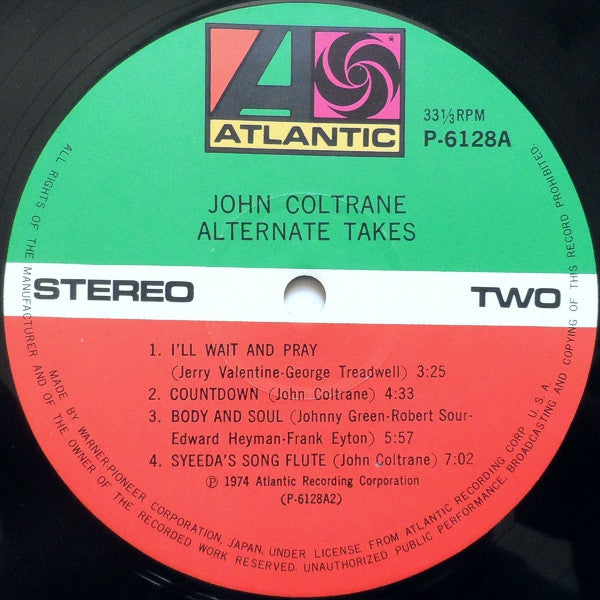 ATLANTIC
33⅓RPM
P-6128A
JOHN COLTRANE
ALTERNATE TAKES
STEREO
TWO
1. I'LL WAIT AND PRAY
(Jerry Valentine-George Treadwell) 3:25
2. COUNTDOWN (John Coltrane) 4:33
3. BODY AND SOUL (Johnny Green-Robert Sour-
Edward Heyman-Frank Eyton) 5:57
4. SYEEDA'S SONG FLUTE (John Coltrane) 7:02
℗ 1974 Atlantic Recording Corporation
(P-6128A2)
MADE BY WARNER-PIONEER CORPORATION, JAPAN, UNDER LICENSE FROM ATLANTIC RECORDING CORP. U.S.A.
ALL RIGHTS OF THE MANUFACTURER AND OF THE OWNER OF THE RECORDED WORK RESERVED. UNAUTHORIZED PUBLIC PERFORMANCE, BROADCASTING AND COPYING OF THIS RECORD PROHIBITED.